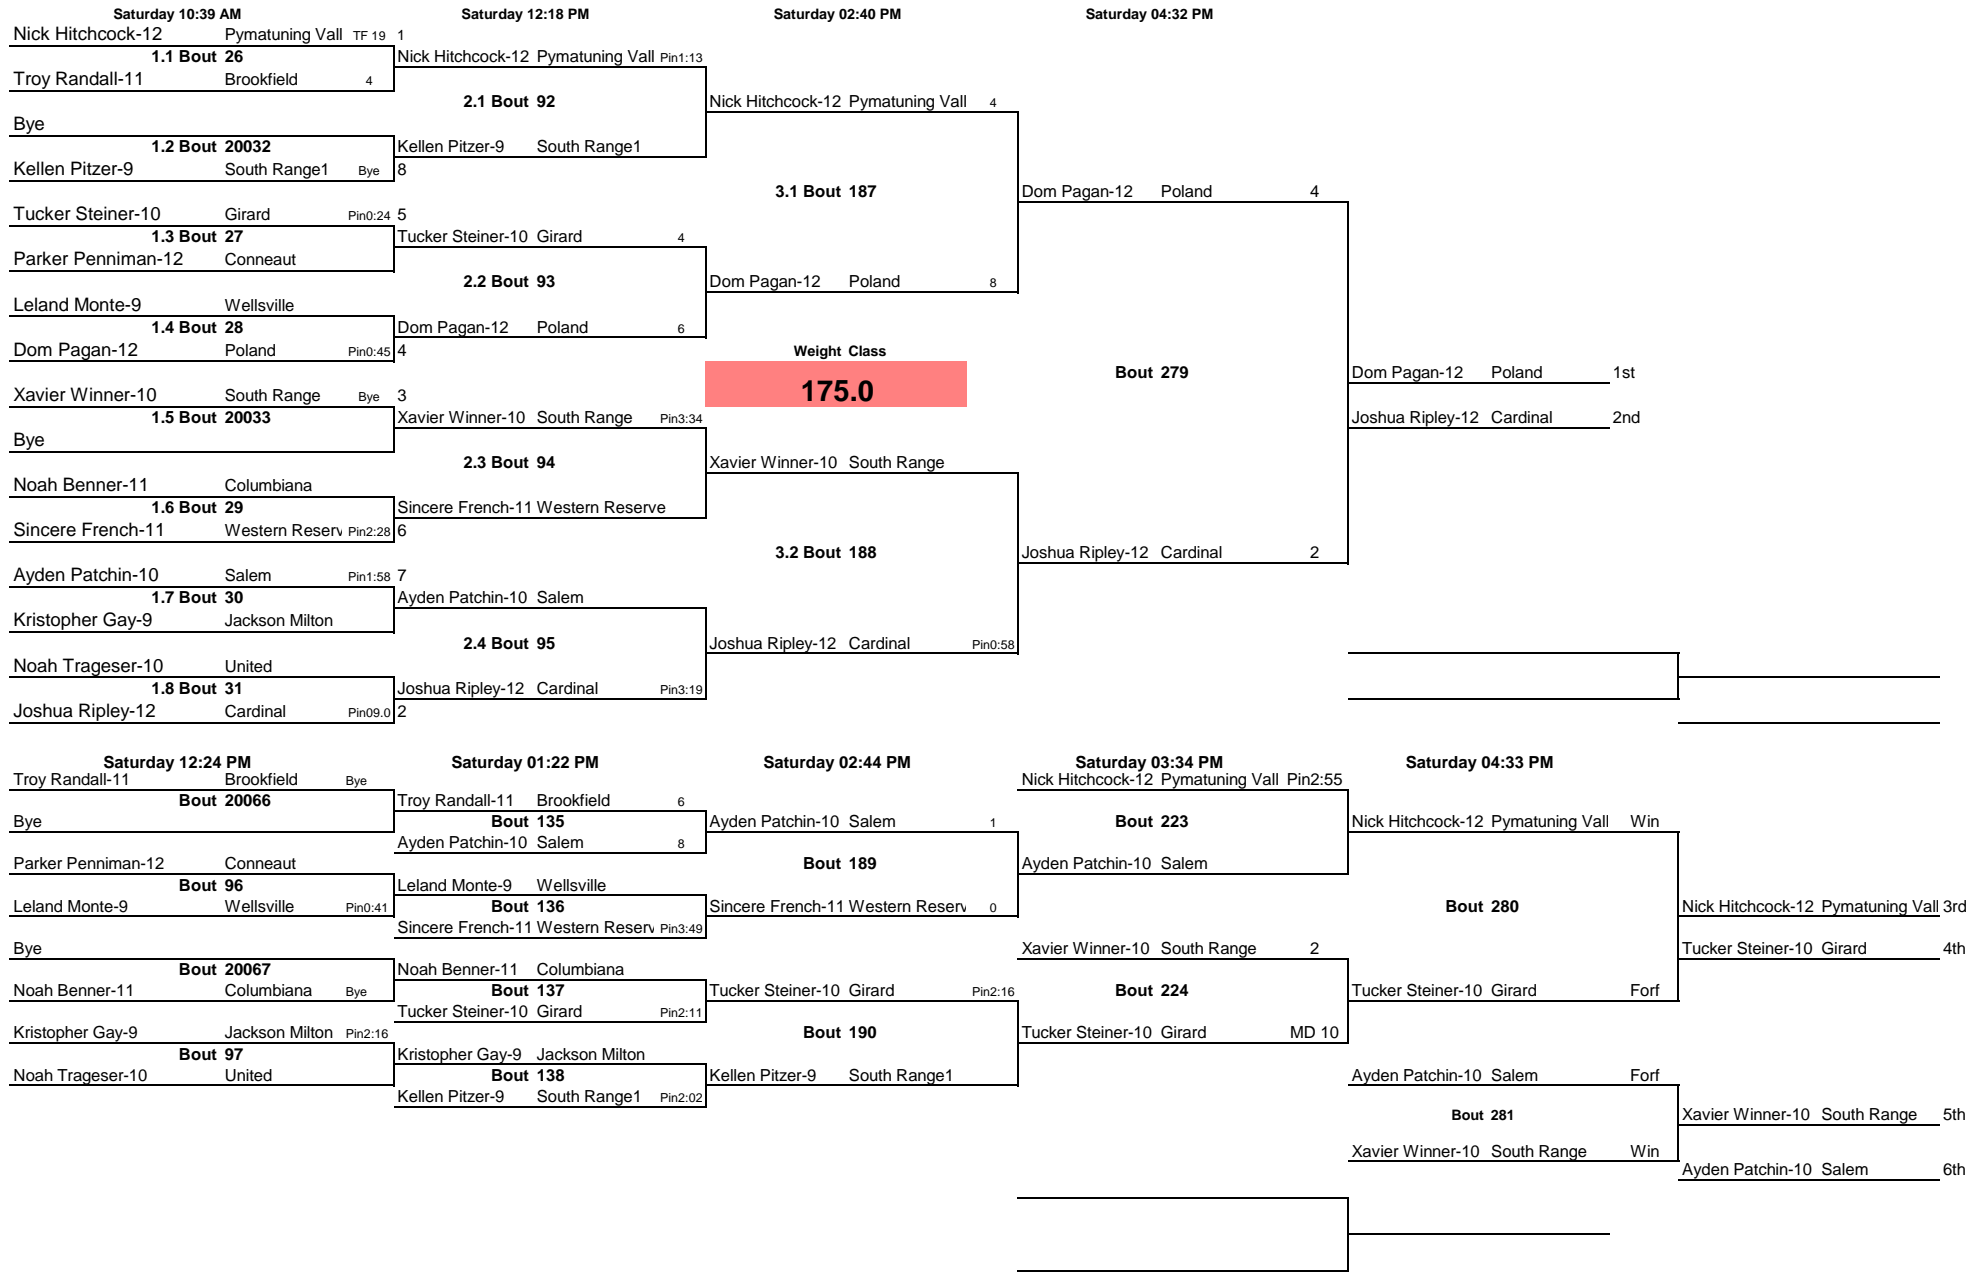 Saturday 10:39 AM Saturday 12:18 PM Saturday 02:40 PM Saturday 04:32 PM
Nick Hitchcock-12 Pymatuning Vall TF 19 1
1.1 Bout 26 Nick Hitchcock-12 Pymatuning Vall Pin1:13
Troy Randall-11 Brookfield 4
2.1 Bout 92 Nick Hitchcock-12 Pymatuning Vall 4
Bye
1.2 Bout 20032 Kellen Pitzer-9 South Range1
Kellen Pitzer-9 South Range1 Bye 8
3.1 Bout 187 Dom Pagan-12 Poland 4
Tucker Steiner-10 Girard Pin0:24 5
1.3 Bout 27 Tucker Steiner-10 Girard 4
Parker Penniman-12 Conneaut
2.2 Bout 93 Dom Pagan-12 Poland 8
Leland Monte-9 Wellsville
1.4 Bout 28 Dom Pagan-12 Poland 6
Dom Pagan-12 Poland Pin0:45 4 Weight Class
Bout 279 Dom Pagan-12 Poland 1st
Xavier Winner-10 South Range Bye 3 175.0
1.5 Bout 20033 Xavier Winner-10 South Range Pin3:34 Joshua Ripley-12 Cardinal 2nd
Bye
2.3 Bout 94 Xavier Winner-10 South Range
Noah Benner-11 Columbiana
1.6 Bout 29 Sincere French-11 Western Reserve
Sincere French-11 Western Reserv Pin2:28 6
3.2 Bout 188 Joshua Ripley-12 Cardinal 2
Ayden Patchin-10 Salem Pin1:58 7
1.7 Bout 30 Ayden Patchin-10 Salem
Kristopher Gay-9 Jackson Milton
2.4 Bout 95 Joshua Ripley-12 Cardinal Pin0:58
Noah Trageser-10 United
1.8 Bout 31 Joshua Ripley-12 Cardinal Pin3:19
Joshua Ripley-12 Cardinal Pin09.0 2
Saturday 12:24 PM Saturday 01:22 PM Saturday 02:44 PM Saturday 03:34 PM Saturday 04:33 PM
Troy Randall-11 Brookfield Bye Nick Hitchcock-12 Pymatuning Vall Pin2:55
Bout 20066 Troy Randall-11 Brookfield 6
Bye Bout 135 Ayden Patchin-10 Salem 1 Bout 223 Nick Hitchcock-12 Pymatuning Vall Win
Ayden Patchin-10 Salem 8
Parker Penniman-12 Conneaut Bout 189 Ayden Patchin-10 Salem
Bout 96 Leland Monte-9 Wellsville
Leland Monte-9 Wellsville Pin0:41 Bout 136 Sincere French-11 Western Reserv 0 Bout 280 Nick Hitchcock-12 Pymatuning Vall 3rd
Sincere French-11 Western Reserv Pin3:49
Bye Xavier Winner-10 South Range 2 Tucker Steiner-10 Girard 4th
Bout 20067 Noah Benner-11 Columbiana
Noah Benner-11 Columbiana Bye Bout 137 Tucker Steiner-10 Girard Pin2:16 Bout 224 Tucker Steiner-10 Girard Forf
Tucker Steiner-10 Girard Pin2:11
Kristopher Gay-9 Jackson Milton Pin2:16 Bout 190 Tucker Steiner-10 Girard MD 10
Bout 97 Kristopher Gay-9 Jackson Milton
Noah Trageser-10 United Bout 138 Kellen Pitzer-9 South Range1 Ayden Patchin-10 Salem Forf
Kellen Pitzer-9 South Range1 Pin2:02
Bout 281 Xavier Winner-10 South Range 5th
Xavier Winner-10 South Range Win
Ayden Patchin-10 Salem 6th